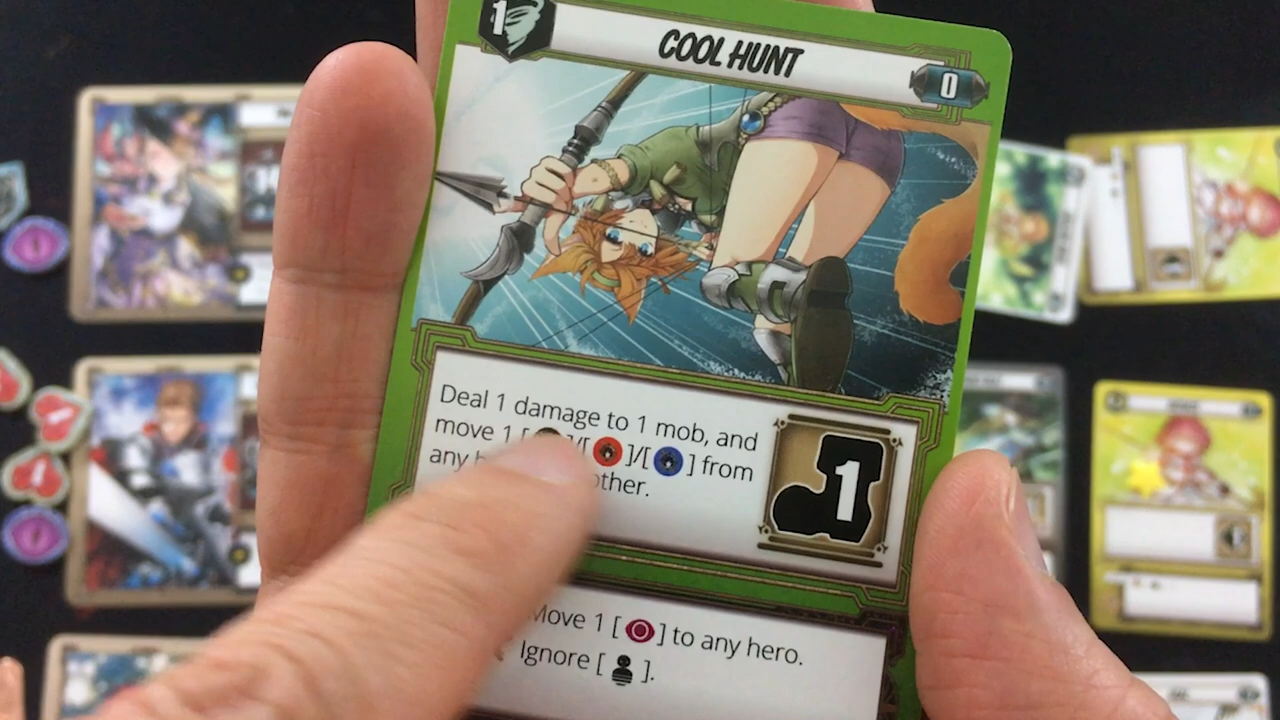 1
COOL HUNT
0
Deal 1 damage to 1 mob, and
move 1 [ ]/[ ]/[ ] from
any other.
1
Move 1 [ ] to any hero.
Ignore [ ].